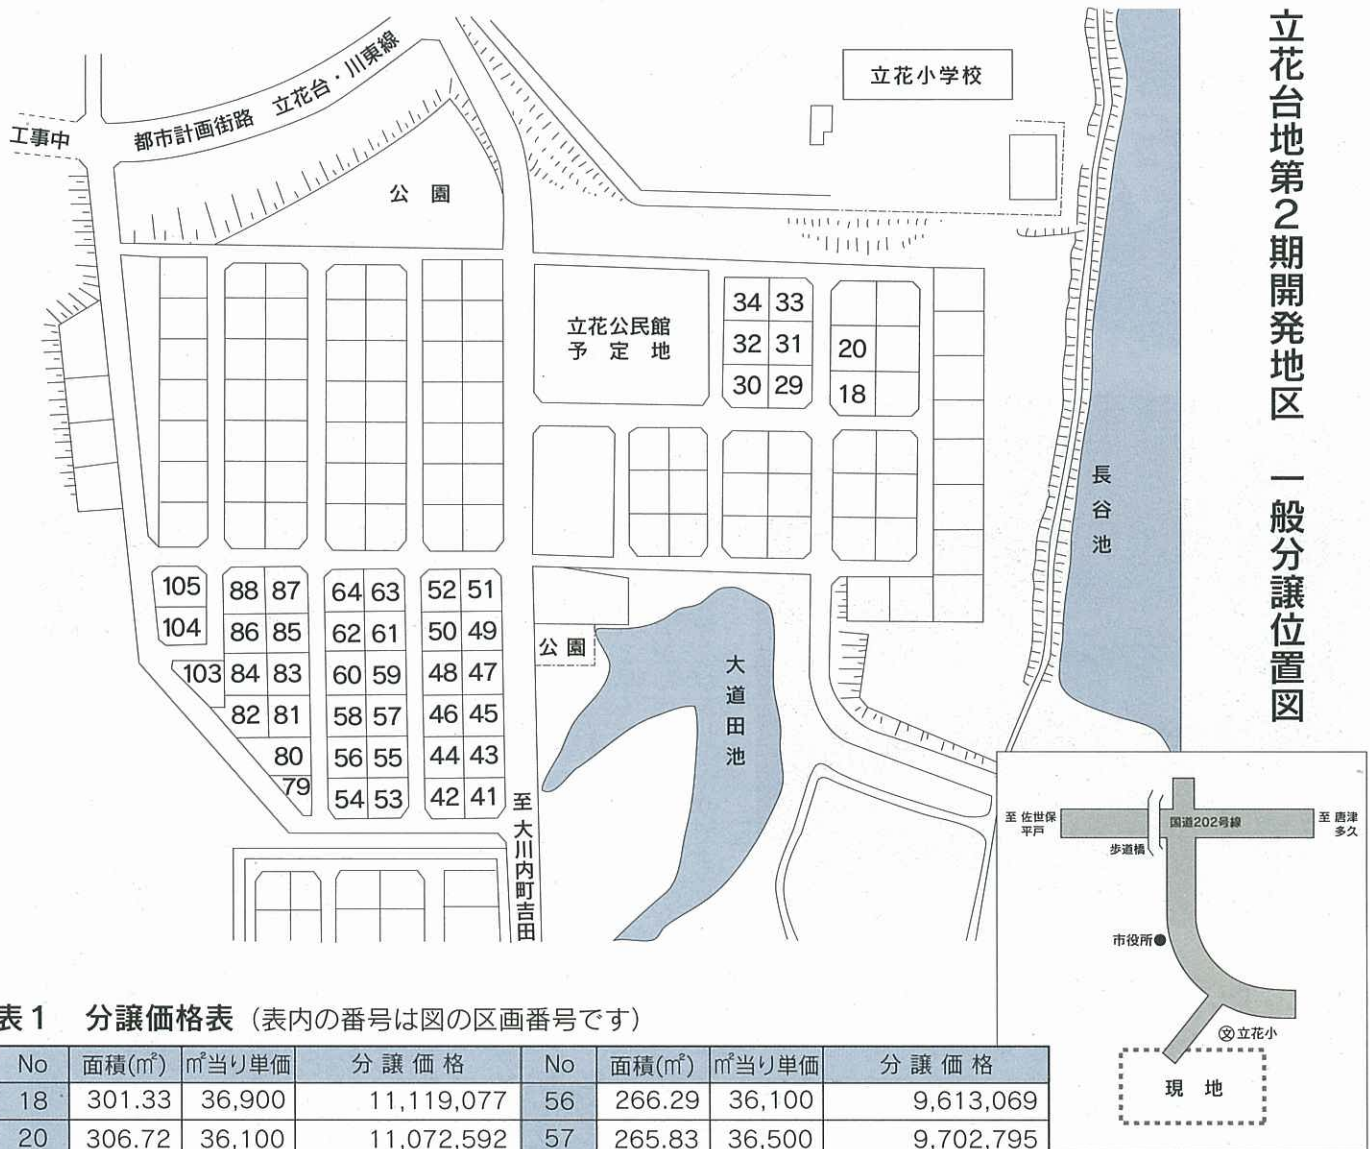 立花台地第2期開発地区　一般分譲位置図
立花小学校
都市計画街路　立花台・川東線
工事中
公　園
立花公民館
予　定　地
34 33
32 31
30 29
20
18
長谷池
105
104
103
88 87
86 85
84 83
82 81
80
79
64 63
62 61
60 59
58 57
56 55
54 53
52 51
50 49
48 47
46 45
44 43
42 41
公園
大道田池
至　大川内町吉田
至 佐世保
平戸
国道202号線
至 唐津
多久
歩道橋
市役所●
文 立花小
現　地
表1　分譲価格表（表内の番号は図の区画番号です）
No 面積(㎡) ㎡当り単価 分譲価格 No 面積(㎡) ㎡当り単価 分譲価格
18 301.33 36,900 11,119,077 56 266.29 36,100 9,613,069
20 306.72 36,100 11,072,592 57 265.83 36,500 9,702,795